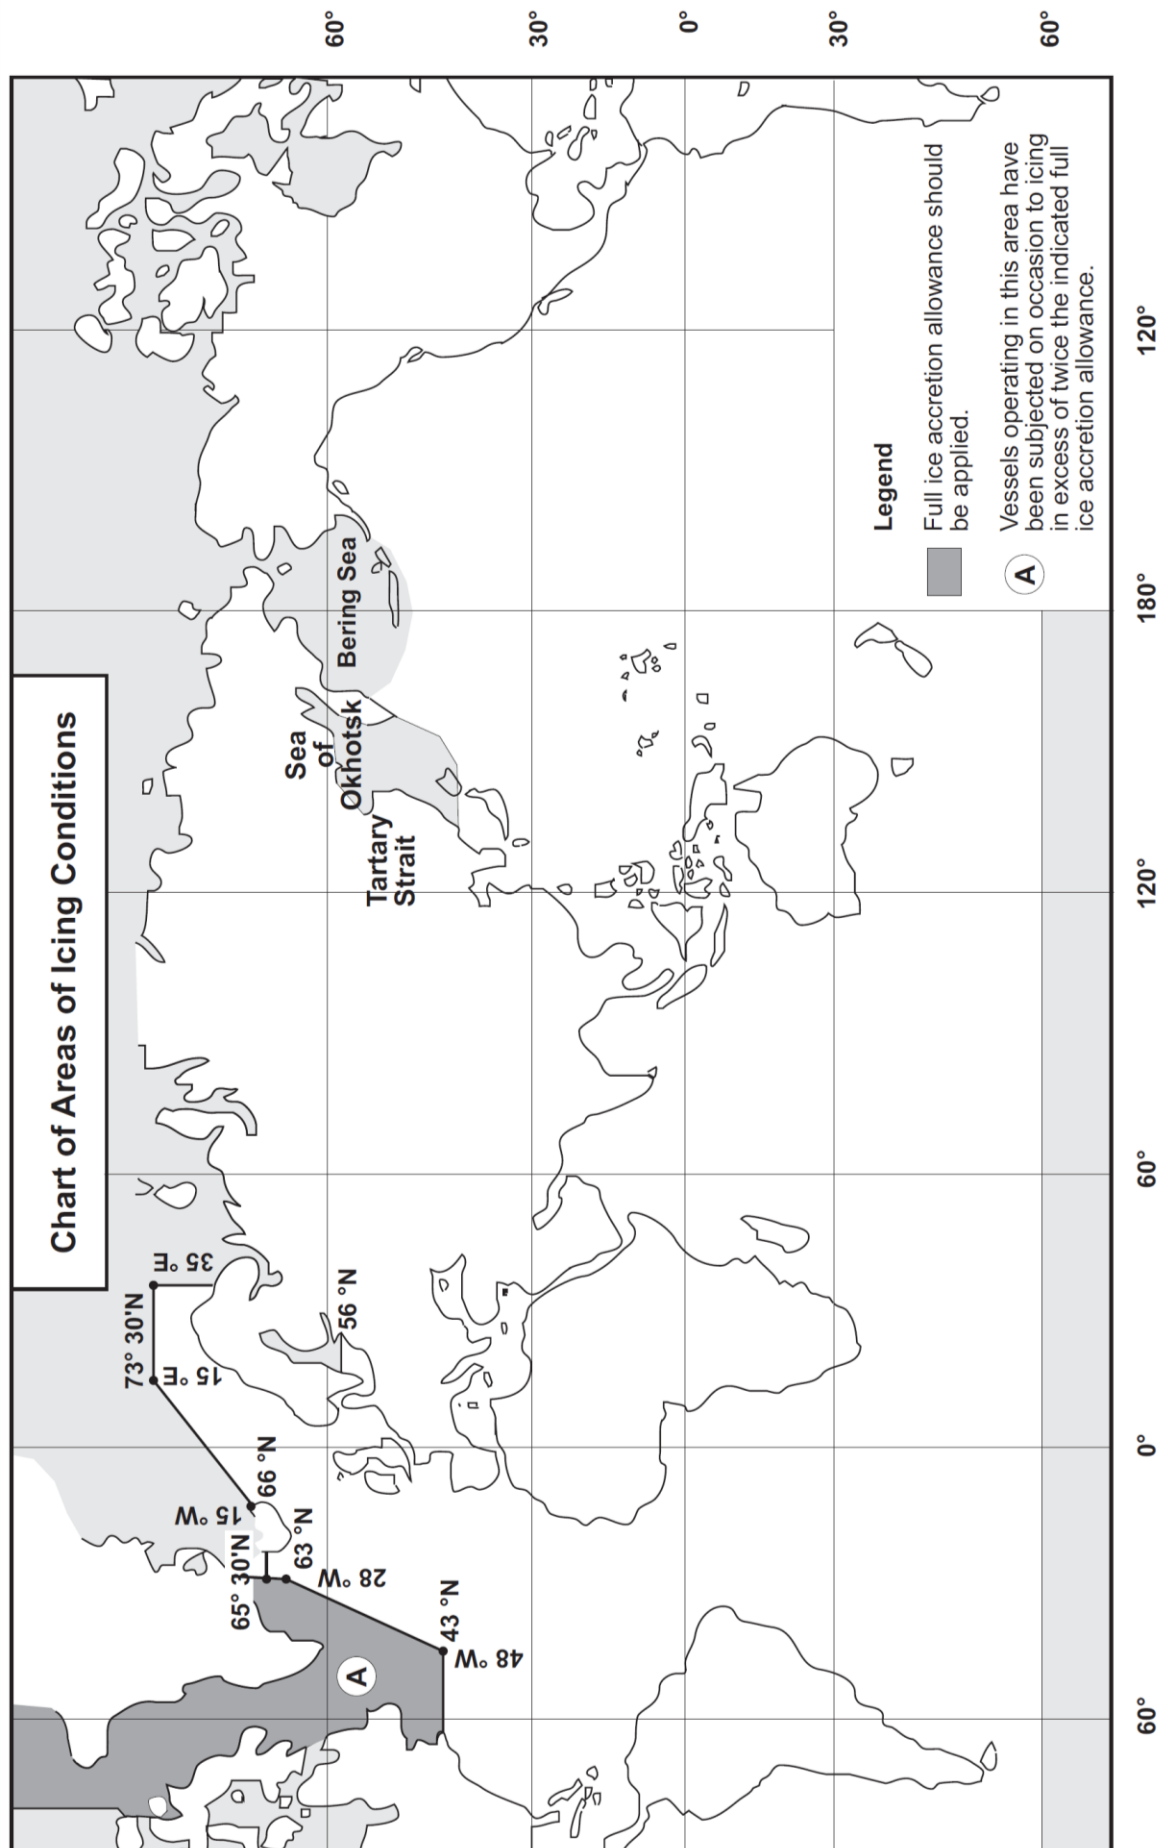 Chart of Areas of Icing Conditions
73° 30'N
35 °E
15 °E
66 °N
15 °W
65° 30'N
63 °N
28 °W
43 °N
48 °W
56 °N
A
Sea
of
Okhotsk
Bering Sea
Tartary
Strait
60°
30°
0°
30°
60°
60°
0°
60°
120°
180°
120°
Legend
Full ice accretion allowance should
be applied.
A
Vessels operating in this area have
been subjected on occasion to icing
in excess of twice the indicated full
ice accretion allowance.